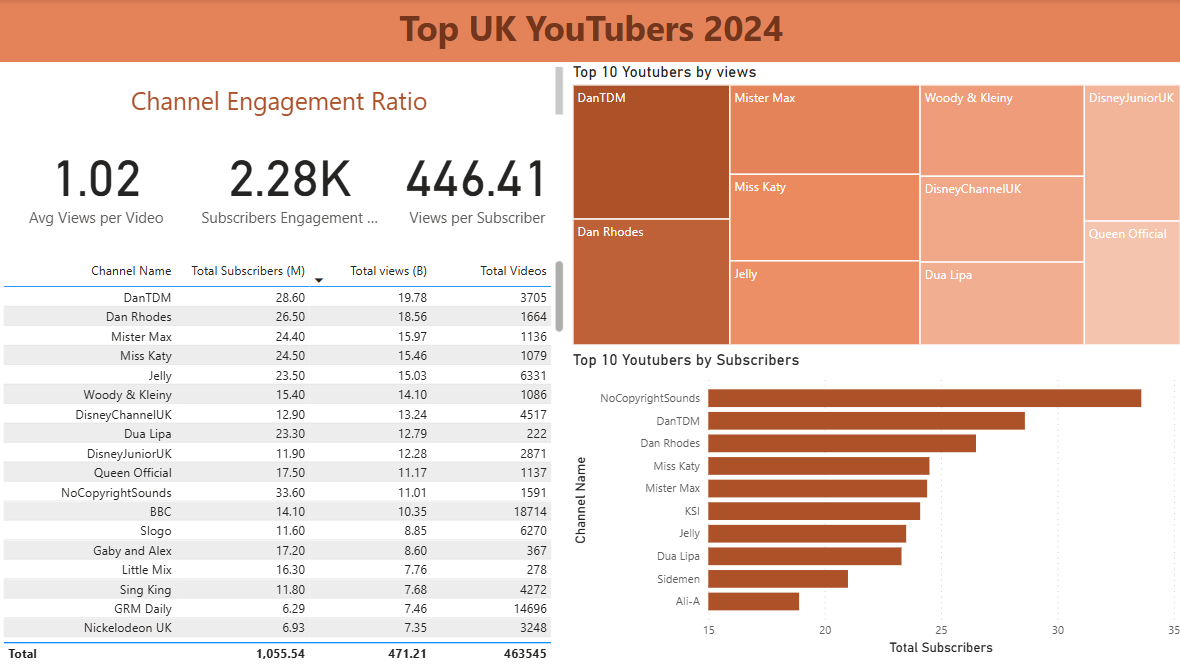 Top UK YouTubers 2024
Channel Engagement Ratio
1.02 2.28K 446.41
Avg Views per Video Subscribers Engagement ... Views per Subscriber
Channel Name Total Subscribers (M) Total views (B) Total Videos
DanTDM 28.60 19.78 3705
Dan Rhodes 26.50 18.56 1664
Mister Max 24.40 15.97 1136
Miss Katy 24.50 15.46 1079
Jelly 23.50 15.03 6331
Woody & Kleiny 15.40 14.10 1086
DisneyChannelUK 12.90 13.24 4517
Dua Lipa 23.30 12.79 222
DisneyJuniorUK 11.90 12.28 2871
Queen Official 17.50 11.17 1137
NoCopyrightSounds 33.60 11.01 1591
BBC 14.10 10.35 18714
Slogo 11.60 8.85 6270
Gaby and Alex 17.20 8.60 367
Little Mix 16.30 7.76 278
Sing King 11.80 7.68 4272
GRM Daily 6.29 7.46 14696
Nickelodeon UK 6.93 7.35 3248
Total 1,055.54 471.21 463545
Top 10 Youtubers by views
DanTDM
Dan Rhodes
Mister Max
Miss Katy
Jelly
Woody & Kleiny
DisneyChannelUK
Dua Lipa
DisneyJuniorUK
Queen Official
Top 10 Youtubers by Subscribers
Channel Name
NoCopyrightSounds
DanTDM
Dan Rhodes
Miss Katy
Mister Max
KSI
Jelly
Dua Lipa
Sidemen
Ali-A
15 20 25 30 35
Total Subscribers